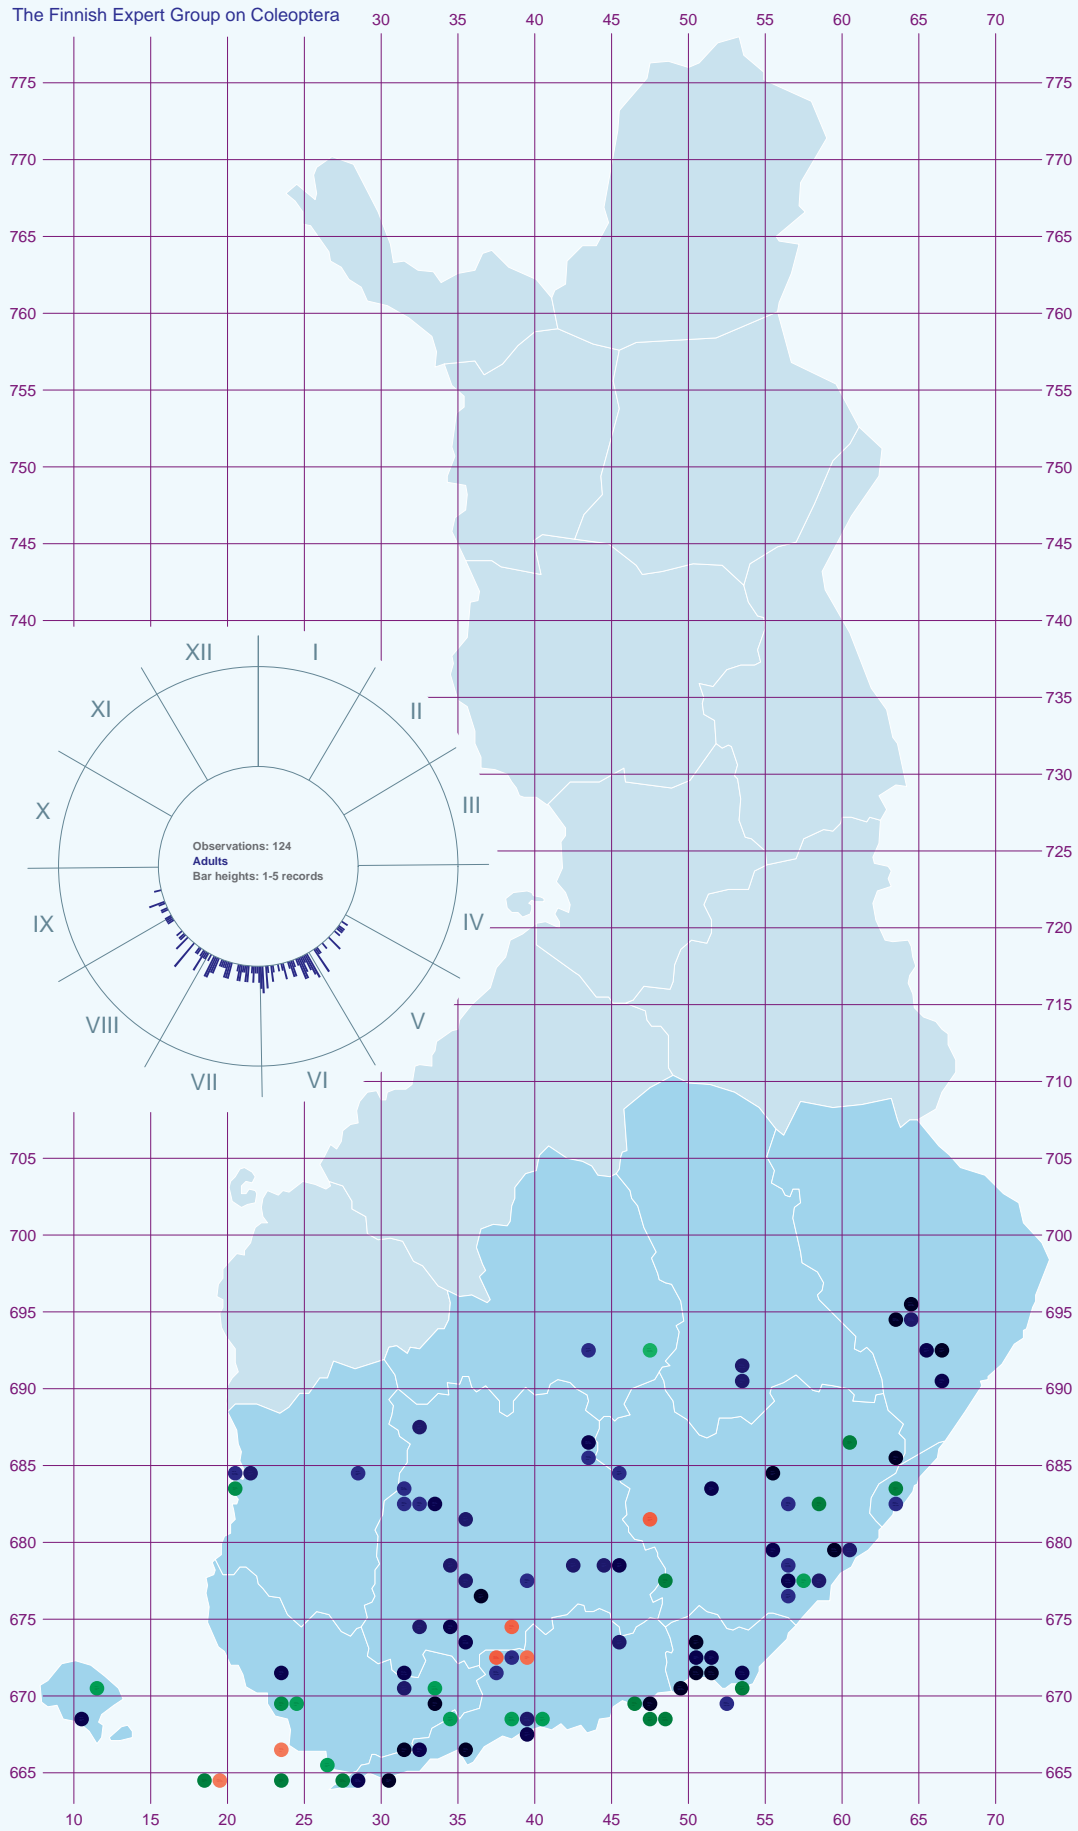 The Finnish Expert Group on Coleoptera 30 35 40 45 50 55 60 65 70
775 775
770 770
765 765
760 760
755 755
750 750
745 745
740 740
XII I
735
XI II
730
III
X
725
Observations: 124
Adults
Bar heights: 1-5 records
IX IV
720
715
VIII V
VII VI
710
705 705
700 700
695 695
690 690
685 685
680 680
675 675
670 670
665 665
10 15 20 25 30 35 40 45 50 55 60 65 70